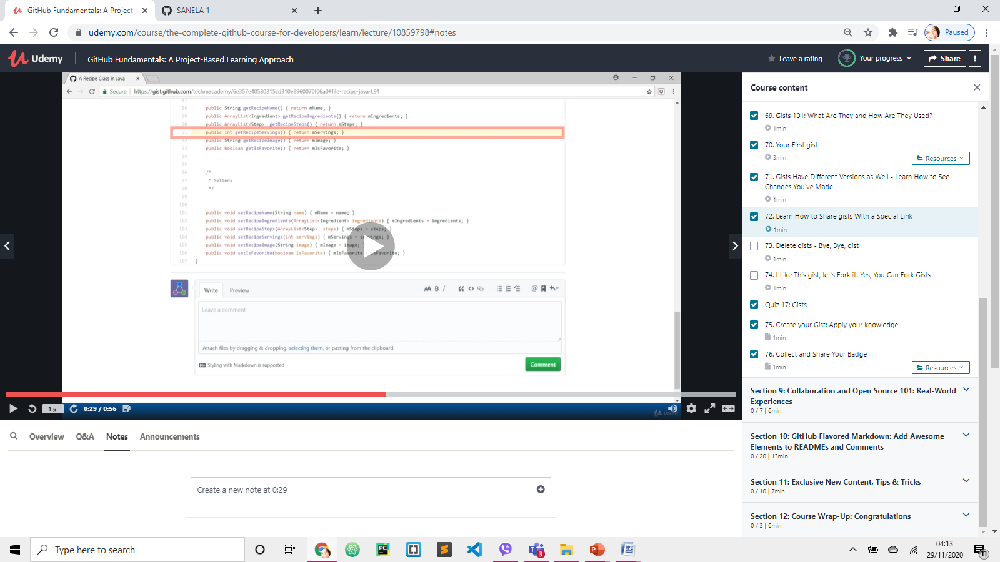 GitHub Fundamentals: A Project-
SANELA 1
udemy.com/course/the-complete-github-course-for-developers/learn/lecture/10859798#notes
Paused
Udemy
GitHub Fundamentals: A Project-Based Learning Approach
Leave a rating
Your progress
Share
A Recipe Class in Java
Secure
https://gist.github.com/techmacademy/6e357e40580315cd310e8960070f06a0#file-recipe-java-L91
87
88 public String getRecipeName() { return mName; }
89 public ArrayList<Ingredient> getRecipeIngredients() { return mIngredients; }
90 public ArrayList<Step> getRecipeSteps() { return mSteps; }
91 public int getRecipeServings() { return mServings; }
92 public String getRecipeImage() { return mImage; }
93 public boolean getIsFavorite() { return mIsFavorite; }
94
95
96 /*
97 * Setters
98 */
99
100
101 public void setRecipeName(String name) { mName = name; }
102 public void setRecipeIngredients(ArrayList<Ingredient> ingredients) { mIngredients = ingredients; }
103 public void setRecipeSteps(ArrayList<Step> steps) { mSteps = steps; }
104 public void setRecipeServings(int servings) { mServings = servings; }
105 public void setRecipeImage(String image) { mImage = image; }
106 public void setIsFavorite(boolean isFavorite) { mIsFavorite = isFavorite; }
107 }
Write
Preview
AA B i
Leave a comment
Attach files by dragging & dropping, selecting them, or pasting from the clipboard.
Styling with Markdown is supported
Comment
1 x
0:29 / 0:56
Udemy
Overview
Q&A
Notes
Announcements
Create a new note at 0:29
Course content
69. Gists 101: What Are They and How Are They Used?
1min
70. Your First gist
3min
Resources
71. Gists Have Different Versions as Well - Learn How to See
Changes You've Made
1min
72. Learn How to Share gists With a Special Link
1min
73. Delete gists - Bye, Bye, gist
1min
74. I Like This gist, let's Fork it! Yes, You Can Fork Gists
1min
Quiz 17: Gists
75. Create your Gist: Apply your knowledge
1min
76. Collect and Share Your Badge
1min
Resources
Section 9: Collaboration and Open Source 101: Real-World
Experiences
0 / 7 | 6min
Section 10: GitHub Flavored Markdown: Add Awesome
Elements to READMEs and Comments
0 / 20 | 13min
Section 11: Exclusive New Content, Tips & Tricks
0 / 10 | 7min
Section 12: Course Wrap-Up: Congratulations
0 / 3 | 6min
Type here to search
PC
3
04:13
29/11/2020
11